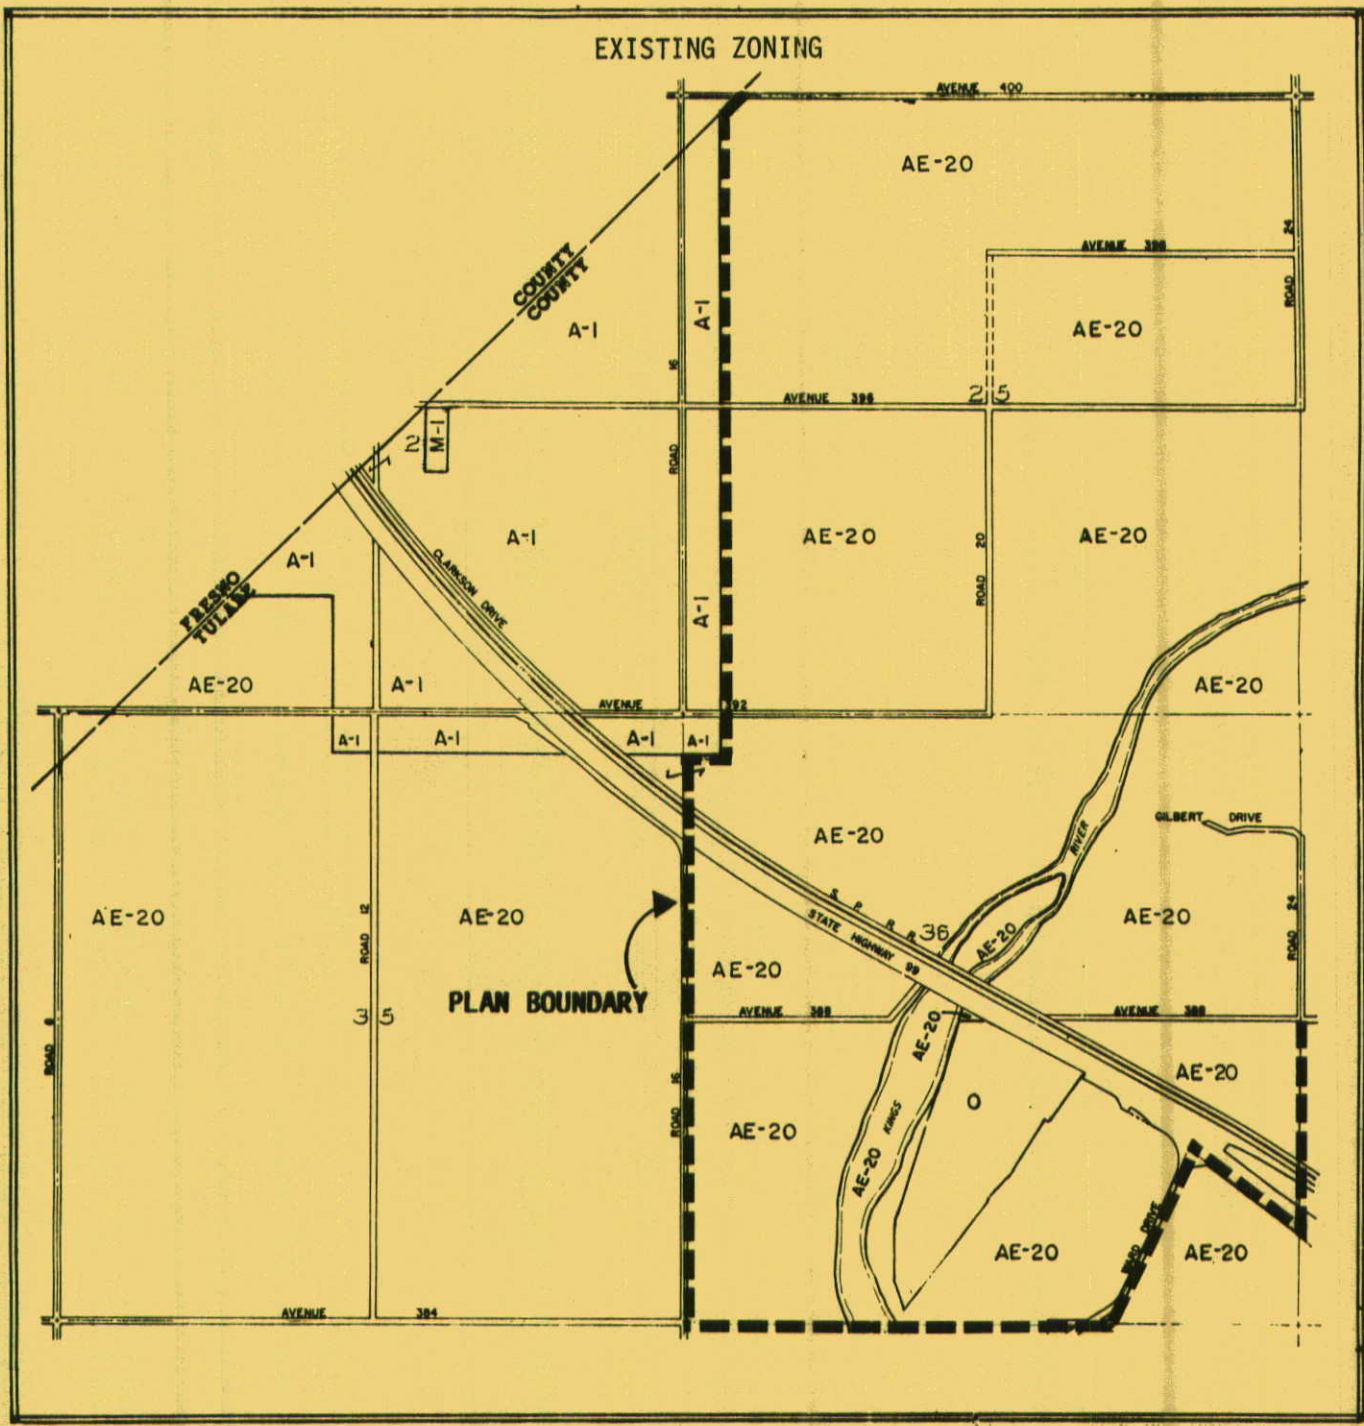 EXISTING ZONING
AVENUE 400
AE-20
24
AVENUE 398
COUNTY
COUNTY
A-1
A-1
ROAD
AE-20
16
AVENUE 396
2 5
2
M-1
ROAD
A-1
AE-20
20
AE-20
A-1
CLARKSON DRIVE
ROAD
FRESNO
TULARE
A-1
AE-20
A-1
AE-20
AVENUE 392
A-1
A-1
A-1
A-1
GILBERT DRIVE
AE-20
RIVER
AE-20
12
AE-20
S. P. R. R.
AE-20
24
ROAD
STATE HIGHWAY 99
36
AE-20
ROAD
AE-20
PLAN BOUNDARY
3 5
AVENUE 388
AE-20
AVENUE 388
ROAD
16
AE-20
O
ROAD
AE-20
KINGS
AE-20
DRIVE
AE-20
AE-20
AVENUE 384